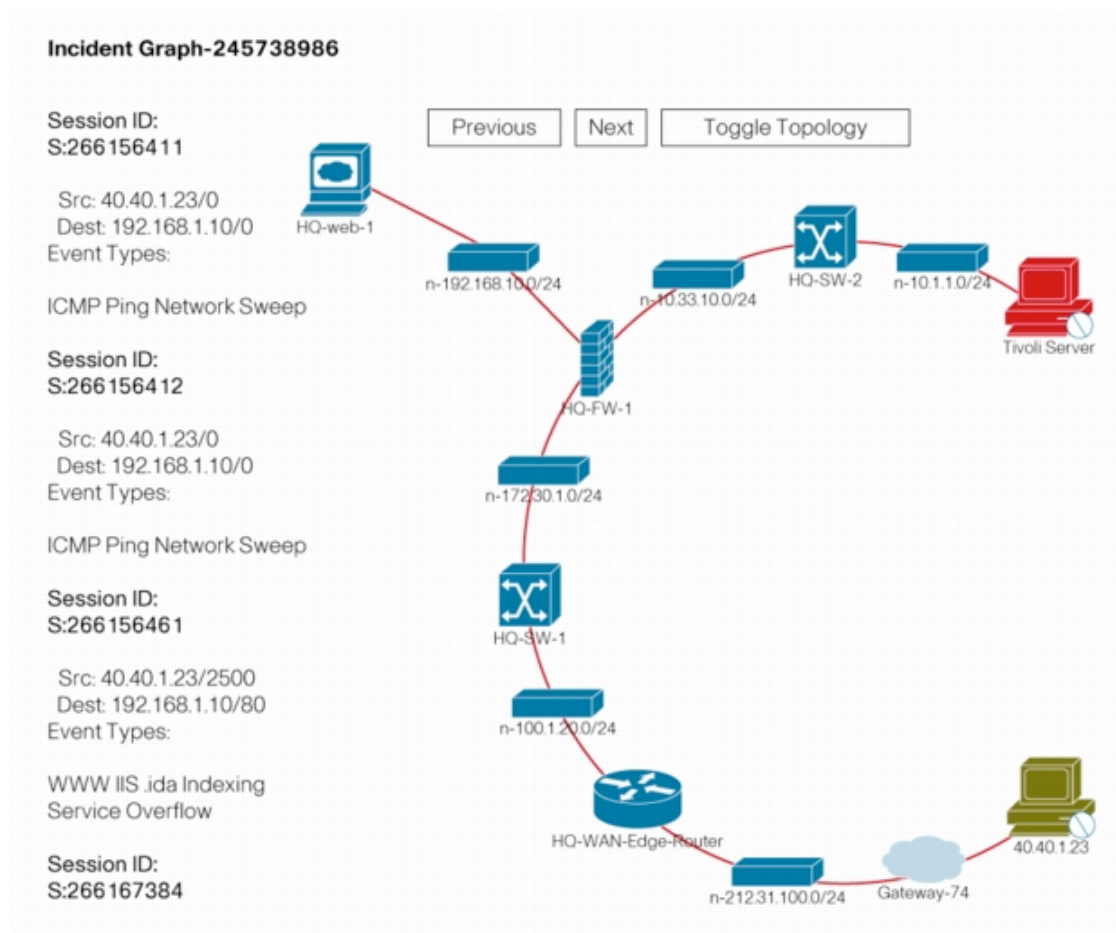 Incident Graph-245738986
Session ID:
S:266156411
Src: 40.40.1.23/0
Dest: 192.168.1.10/0
Event Types:
ICMP Ping Network Sweep
Session ID:
S:266156412
Src: 40.40.1.23/0
Dest: 192.168.1.10/0
Event Types:
ICMP Ping Network Sweep
Session ID:
S:266156461
Src: 40.40.1.23/2500
Dest: 192.168.1.10/80
Event Types:
WWW IIS .ida Indexing
Service Overflow
Session ID:
S:266167384
Previous
Next
Toggle Topology
HQ-web-1
n-192.168.10.0/24
n-10.33.10.0/24
HQ-SW-2
n-10.1.1.0/24
Tivoli Server
HQ-FW-1
n-172.30.1.0/24
HQ-SW-1
n-100.1.20.0/24
HQ-WAN-Edge-Router
n-212.31.100.0/24
Gateway-74
40.40.1.23